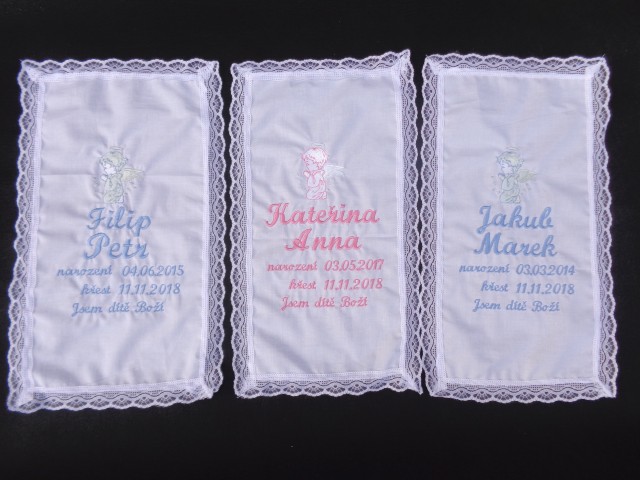 Filip
Petr
narození 04.06.2015
křest 11.11.2018
Jsem dítě Boží
Kateřina
Anna
narození 03.05.2017
křest 11.11.2018
Jsem dítě Boží
Jakub
Marek
narození 03.03.2014
křest 11.11.2018
Jsem dítě Boží